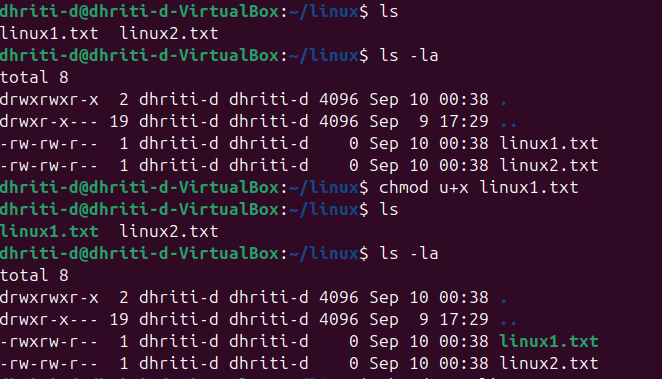 dhriti-d@dhriti-d-VirtualBox:~/linux$ ls
linux1.txt  linux2.txt
dhriti-d@dhriti-d-VirtualBox:~/linux$ ls -la
total 8
drwxrwxr-x  2 dhriti-d dhriti-d 4096 Sep 10 00:38 .
drwxr-x--- 19 dhriti-d dhriti-d 4096 Sep  9 17:29 ..
-rw-rw-r--  1 dhriti-d dhriti-d    0 Sep 10 00:38 linux1.txt
-rw-rw-r--  1 dhriti-d dhriti-d    0 Sep 10 00:38 linux2.txt
dhriti-d@dhriti-d-VirtualBox:~/linux$ chmod u+x linux1.txt
dhriti-d@dhriti-d-VirtualBox:~/linux$ ls
linux1.txt  linux2.txt
dhriti-d@dhriti-d-VirtualBox:~/linux$ ls -la
total 8
drwxrwxr-x  2 dhriti-d dhriti-d 4096 Sep 10 00:38 .
drwxr-x--- 19 dhriti-d dhriti-d 4096 Sep  9 17:29 ..
-rwxrw-r--  1 dhriti-d dhriti-d    0 Sep 10 00:38 linux1.txt
-rw-rw-r--  1 dhriti-d dhriti-d    0 Sep 10 00:38 linux2.txt